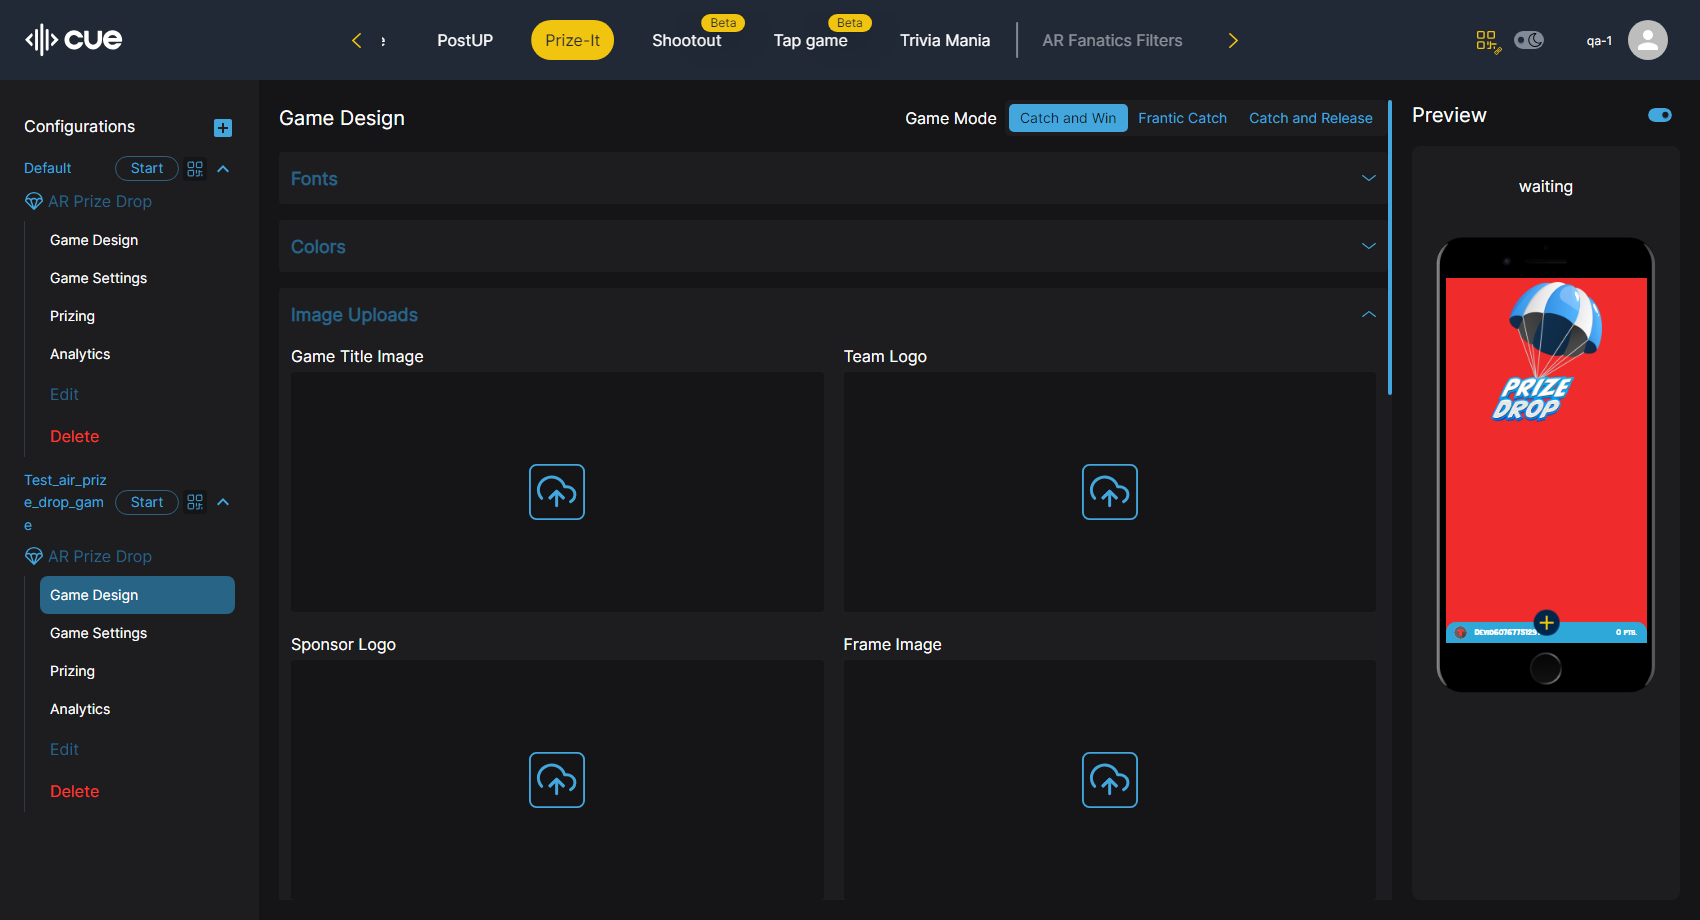 cue
PostUP
Prize-It
Beta
Shootout
Beta
Tap game
Trivia Mania
AR Fanatics Filters
qa-1
Configurations
Default
Start
AR Prize Drop
Game Design
Game Settings
Prizing
Analytics
Edit
Delete
Test_air_priz
e_drop_gam
e
Start
AR Prize Drop
Game Design
Game Settings
Prizing
Analytics
Edit
Delete
Game Design
Game Mode
Catch and Win
Frantic Catch
Catch and Release
Fonts
Colors
Image Uploads
Game Title Image
Team Logo
Sponsor Logo
Frame Image
Preview
waiting
PRIZE
DROP
0 PTS.